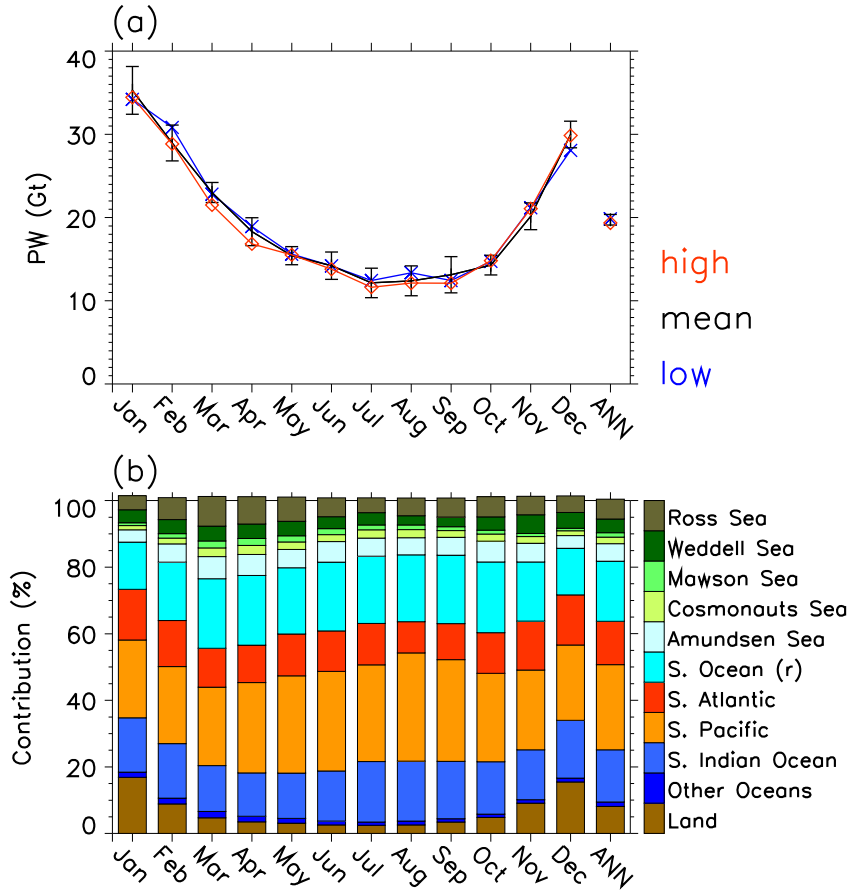 (a)
PW (Gt)
40
30
20
10
0
high
mean
low
Jan Feb Mar Apr May Jun Jul Aug Sep Oct Nov Dec ANN
(b)
Contribution (%)
100
80
60
40
20
0
Ross Sea
Weddell Sea
Mawson Sea
Cosmonauts Sea
Amundsen Sea
S. Ocean (r)
S. Atlantic
S. Pacific
S. Indian Ocean
Other Oceans
Land
Jan Feb Mar Apr May Jun Jul Aug Sep Oct Nov Dec ANN